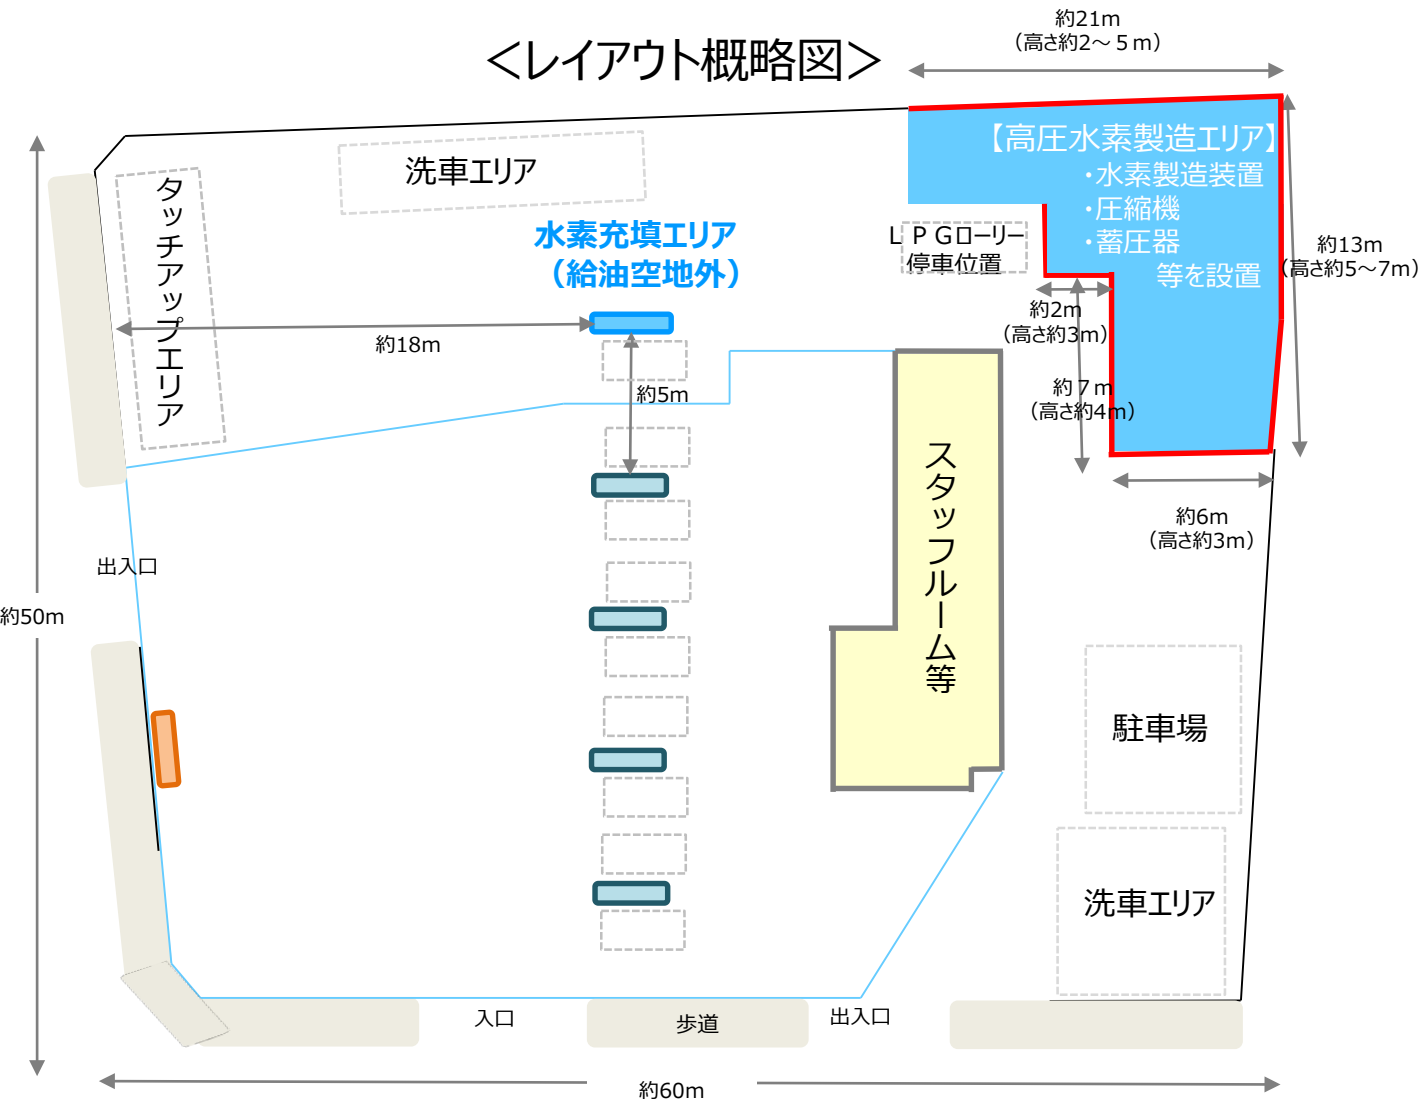 ＜レイアウト概略図＞
約21m
（高さ約2～５m）
【高圧水素製造エリア】
・水素製造装置
・圧縮機
・蓄圧器
等を設置
洗車エリア
タッチアップエリア
水素充填エリア
（給油空地外）
ＬＰＧローリー
停車位置
約13m
（高さ約5～7m）
約2m
（高さ約3m）
約18m
約5m
約７m
（高さ約4m）
スタッフルーム等
約6m
（高さ約3m）
出入口
約50m
駐車場
洗車エリア
入口
歩道
出入口
約60m